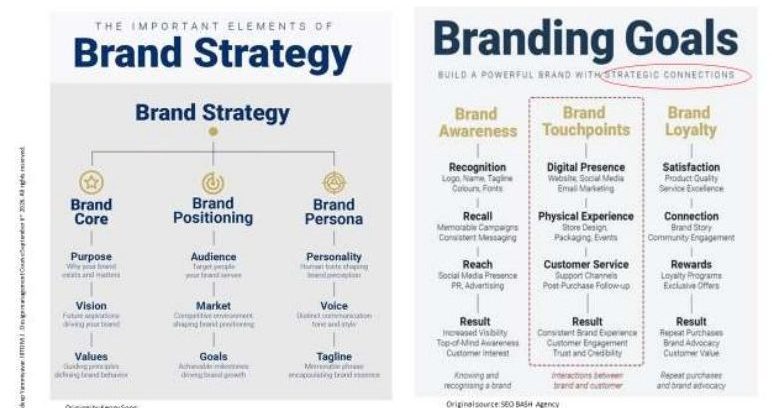 THE IMPORTANT ELEMENTS OF
Brand Strategy
Brand Strategy
Brand
Core
Purpose
Why your brand
exists and matters
Vision
Future aspirations
driving your brand
Values
Guiding principles
defining brand behavior
Brand
Positioning
Audience
Target people
your brand serves
Market
Competitive environment
shaping brand positioning
Goals
Achievable milestones
driving brand growth
Brand
Persona
Personality
Human traits shaping
brand perception
Voice
Distinct communication
tone and style
Tagline
Memorable phrase
encapsulating brand essence
Branding Goals
BUILD A POWERFUL BRAND WITH STRATEGIC CONNECTIONS
Brand
Awareness
Recognition
Logo, Name, Tagline
Colours, Fonts
Recall
Memorable Campaigns
Consistent Messaging
Reach
Social Media Presence
PR, Advertising
Result
Increased Visibility
Top-of-Mind Awareness
Customer Interest
Knowing and
recognising a brand
Brand
Touchpoints
Digital Presence
Website, Social Media
Email Marketing
Physical Experience
Store Design,
Packaging, Events
Customer Service
Support Channels
Post-Purchase Follow-up
Result
Consistent Brand Experience
Customer Engagement
Trust and Credibility
Interactions between
brand and customer
Brand
Loyalty
Satisfaction
Product Quality
Service Excellence
Connection
Brand Story
Community Engagement
Rewards
Loyalty Programs
Exclusive Offers
Result
Repeat Purchases
Brand Advocacy
Customer Value
Repeat purchases
and brand advocacy
Original source: SEO BASH Agency
All rights reserved.